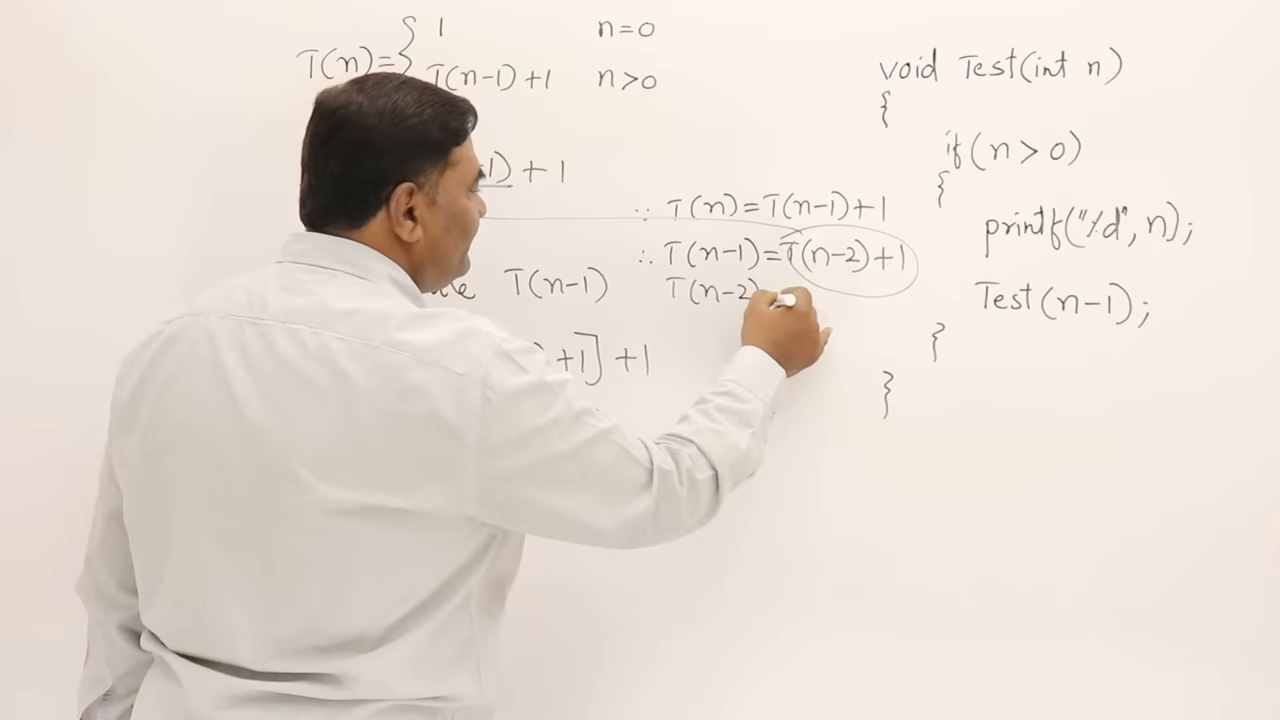 T(n)= { 1 n=0
T(n-1)+1 n>0
-1)+1
∴ T(n)=T(n-1)+1
∴ T(n-1)=T(n-2)+1
T(n-1)
T(n-2)
+1]+1
void Test(int n)
{
if(n>0)
{
printf("%d",n);
Test(n-1);
}
}